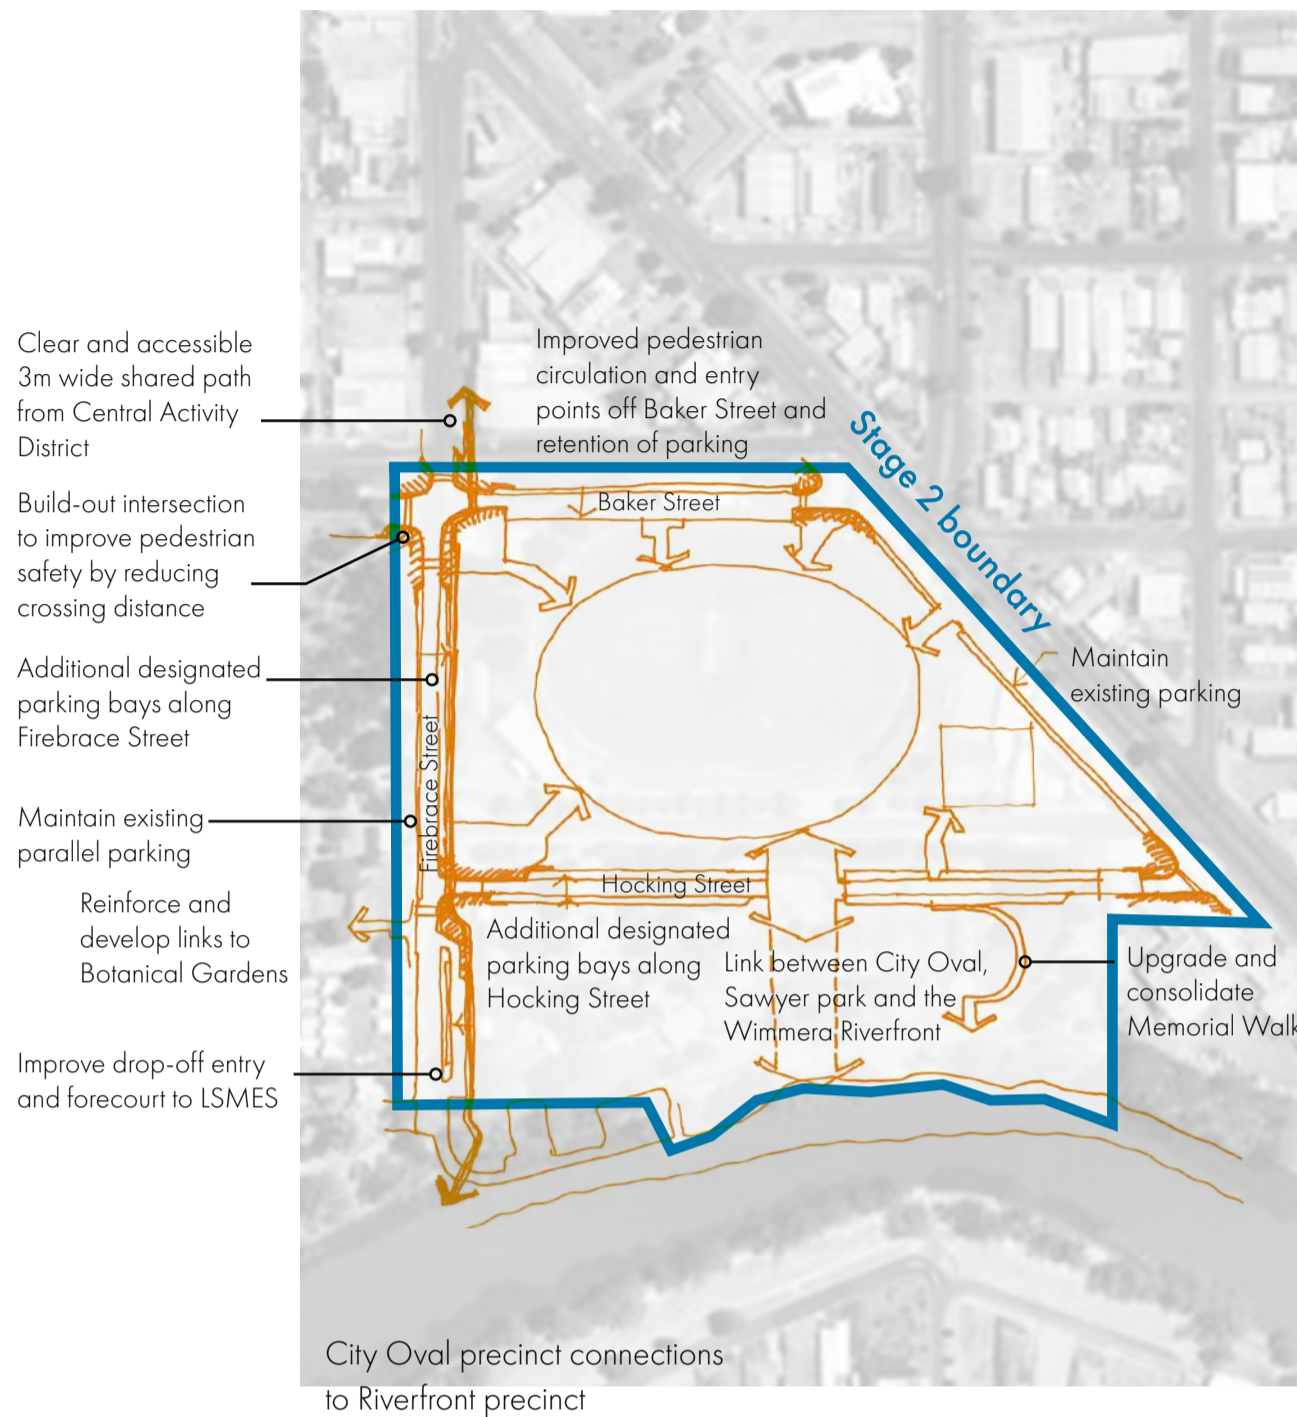 Clear and accessible
3m wide shared path
from Central Activity
District
Improved pedestrian
circulation and entry
points off Baker Street and
retention of parking
Stage 2 boundary
Build-out intersection
to improve pedestrian
safety by reducing
crossing distance
Baker Street
Additional designated
parking bays along
Firebrace Street
Maintain
existing parking
Firebrace Street
Maintain existing
parallel parking
Hocking Street
Reinforce and
develop links to
Botanical Gardens
Additional designated
parking bays along
Hocking Street
Link between City Oval,
Sawyer park and the
Wimmera Riverfront
Upgrade and
consolidate
Memorial Walk
Improve drop-off entry
and forecourt to LSMES
City Oval precinct connections
to Riverfront precinct